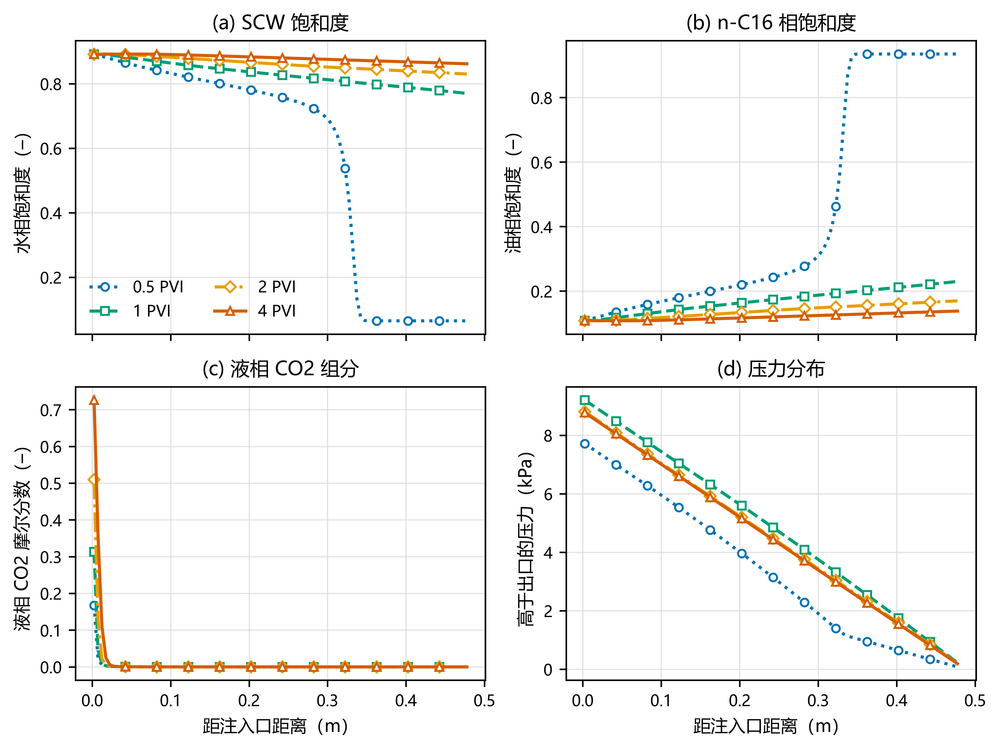 (a) SCW 饱和度
水相饱和度（−）
0.8
0.6
0.4
0.2
0.5 PVI
1 PVI
2 PVI
4 PVI
(b) n-C16 相饱和度
油相饱和度（−）
0.8
0.6
0.4
0.2
(c) 液相 CO2 组分
液相 CO2 摩尔分数（−）
0.7
0.6
0.5
0.4
0.3
0.2
0.1
0.0
0.0 0.1 0.2 0.3 0.4 0.5
距注入口距离（m）
(d) 压力分布
高于出口的压力（kPa）
8
6
4
2
0
0.0 0.1 0.2 0.3 0.4 0.5
距注入口距离（m）